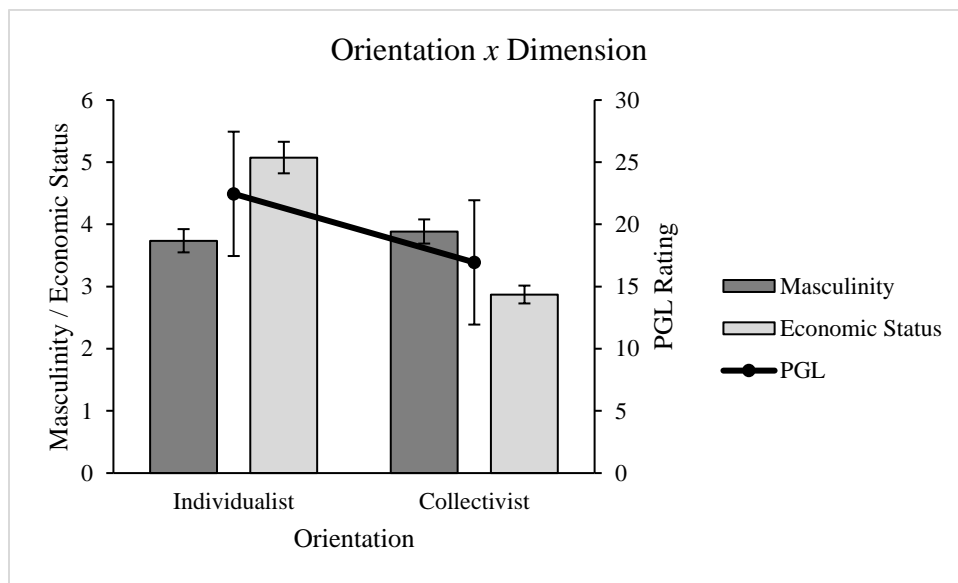 Orientation x Dimension
Masculinity / Economic Status
6
5
4
3
2
1
0
30
25
20
15
10
5
0
PGL Rating
Individualist
Collectivist
Orientation
Masculinity
Economic Status
PGL